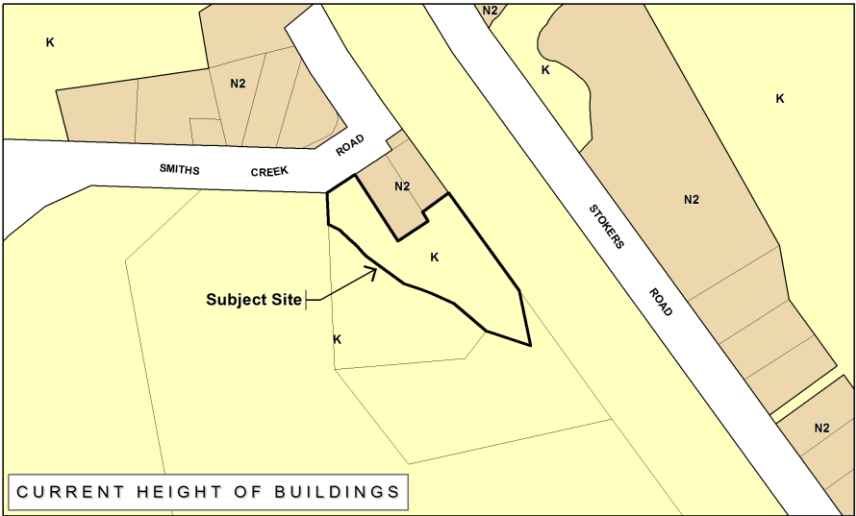 N2
K
K
K
N2
SMITHS CREEK ROAD
N2
N2
STOKERS ROAD
K
Subject Site
K
N2
CURRENT HEIGHT OF BUILDINGS